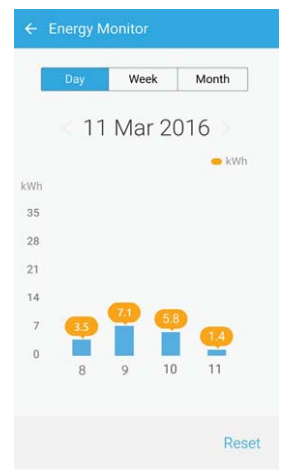 Energy Monitor
Day Week Month
11 Mar 2016
kWh
kWh
35
28
21
14
7
0
3.5 7.1 5.8 1.4
8 9 10 11
Reset